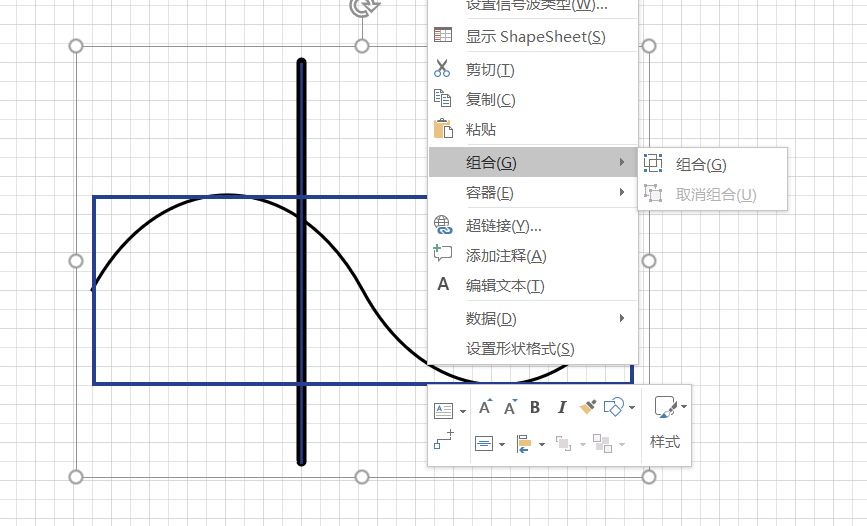 设置信号波类型(W)...
显示 ShapeSheet(S)
剪切(T)
复制(C)
粘贴
组合(G)
组合(G)
取消组合(U)
容器(E)
超链接(Y)...
添加注释(A)
A 编辑文本(T)
数据(D)
设置形状格式(S)
A A A B I
样式